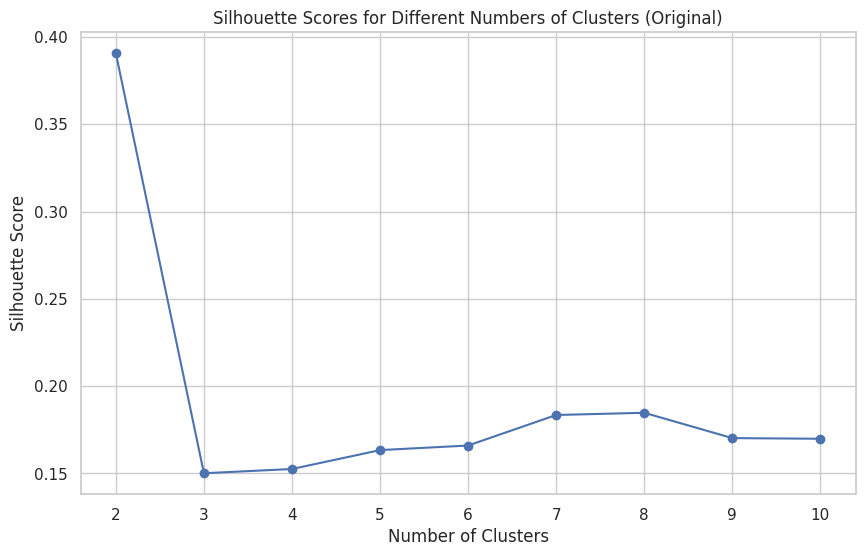 Silhouette Scores for Different Numbers of Clusters (Original)
0.40
0.35
0.30
0.25
0.20
0.15
Silhouette Score
2 3 4 5 6 7 8 9 10
Number of Clusters